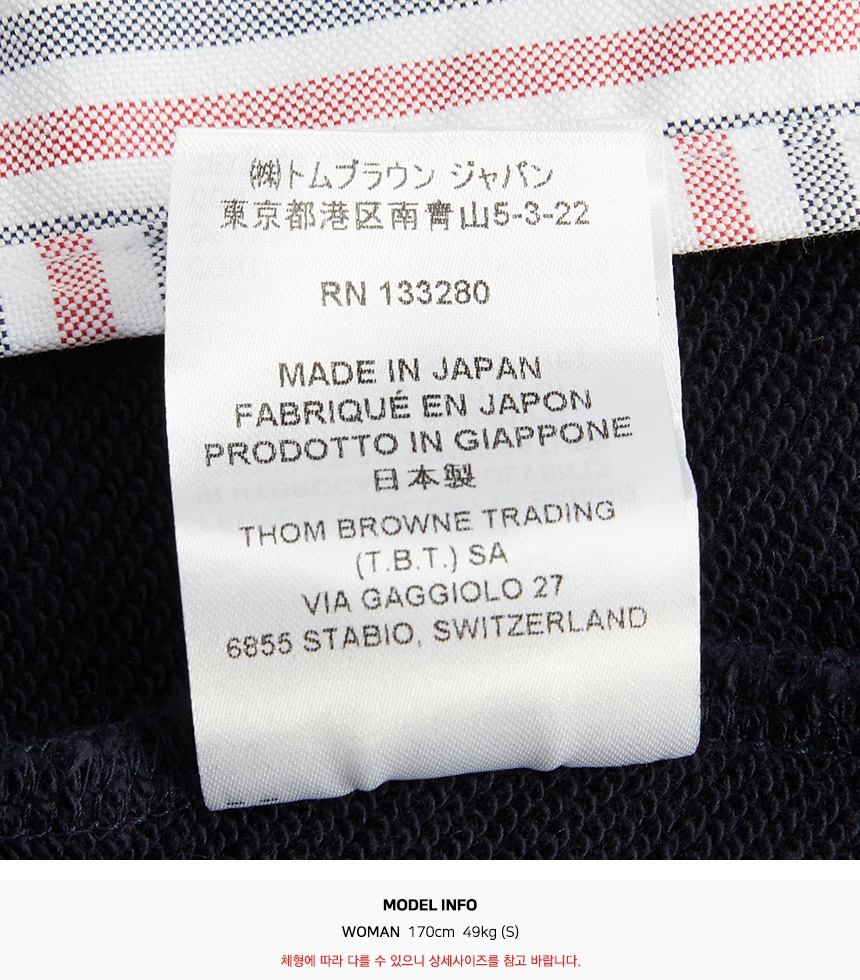 ㈱トムブラウン ジャパン
東京都港区南青山5-3-22
RN 133280
MADE IN JAPAN
FABRIQUÉ EN JAPON
PRODOTTO IN GIAPPONE
日本製
THOM BROWNE TRADING
(T.B.T.) SA
VIA GAGGIOLO 27
6855 STABIO, SWITZERLAND
MODEL INFO
WOMAN 170cm 49kg (S)
체형에 따라 다를 수 있으니 상세사이즈를 참고 바랍니다.